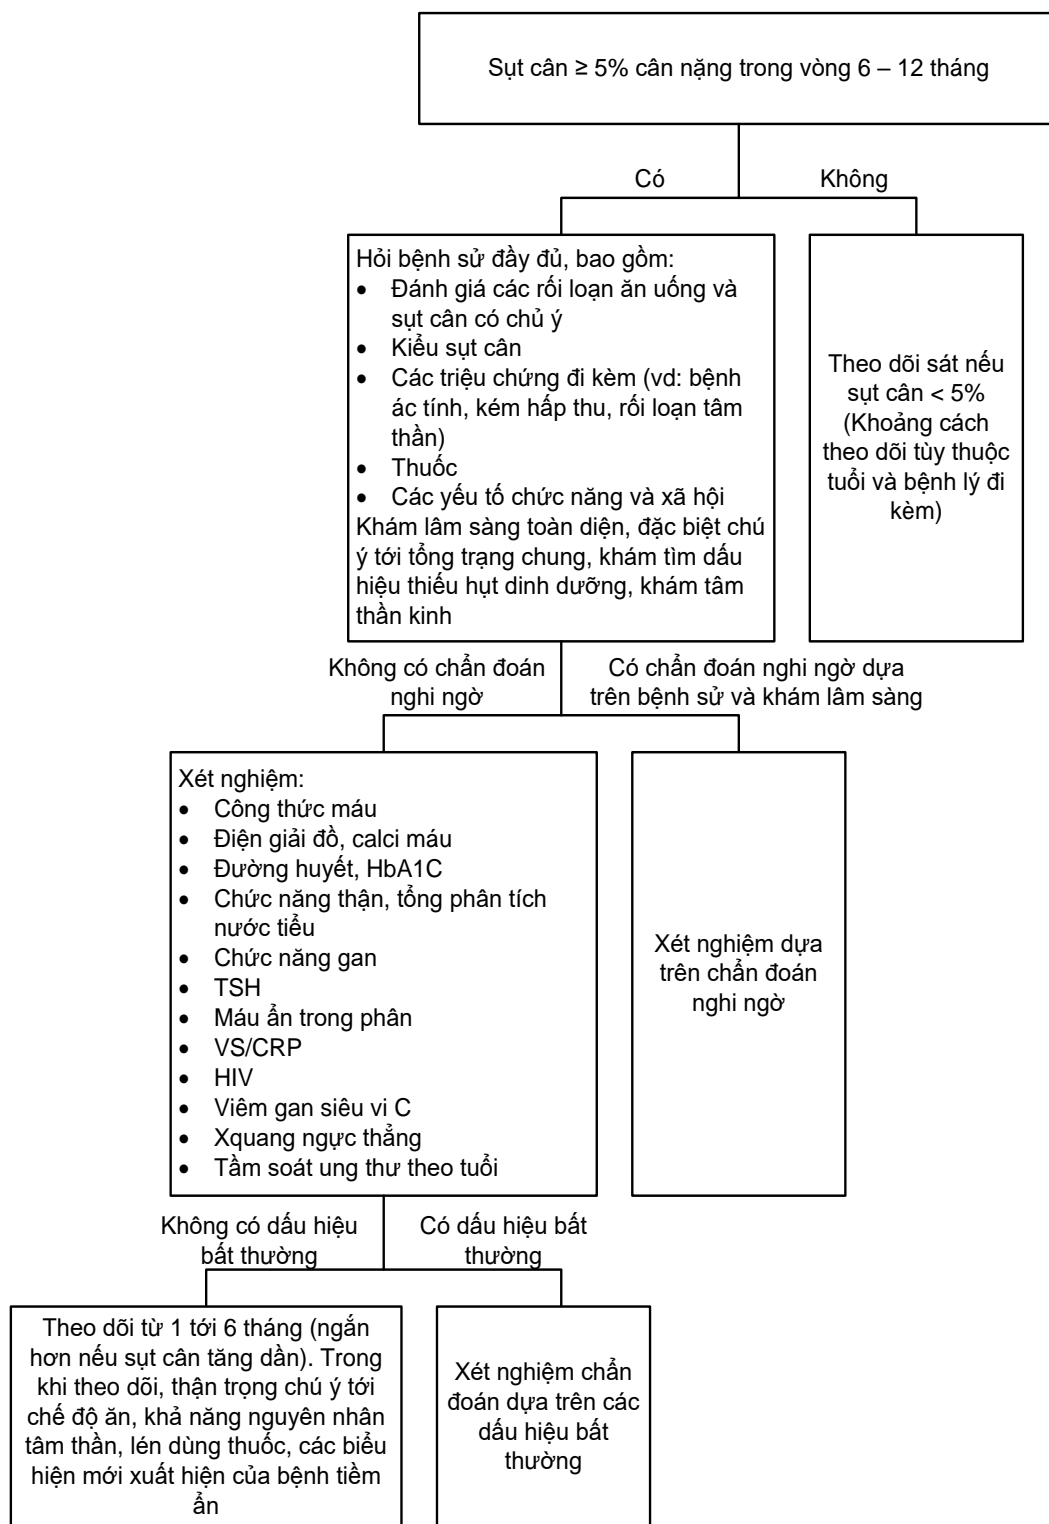 Sụt cân ≥ 5% cân nặng trong vòng 6 – 12 tháng
Có
Không
Hỏi bệnh sử đầy đủ, bao gồm:
• Đánh giá các rối loạn ăn uống và
sụt cân có chủ ý
• Kiểu sụt cân
• Các triệu chứng đi kèm (vd: bệnh
ác tính, kém hấp thu, rối loạn tâm
thần)
• Thuốc
• Các yếu tố chức năng và xã hội
Khám lâm sàng toàn diện, đặc biệt chú
ý tới tổng trạng chung, khám tìm dấu
hiệu thiếu hụt dinh dưỡng, khám tâm
thần kinh
Theo dõi sát nếu
sụt cân < 5%
(Khoảng cách
theo dõi tùy thuộc
tuổi và bệnh lý đi
kèm)
Không có chẩn đoán
nghi ngờ
Có chẩn đoán nghi ngờ dựa
trên bệnh sử và khám lâm sàng
Xét nghiệm:
• Công thức máu
• Điện giải đồ, calci máu
• Đường huyết, HbA1C
• Chức năng thận, tổng phân tích
nước tiểu
• Chức năng gan
• TSH
• Máu ẩn trong phân
• VS/CRP
• HIV
• Viêm gan siêu vi C
• Xquang ngực thẳng
• Tầm soát ung thư theo tuổi
Xét nghiệm dựa
trên chẩn đoán
nghi ngờ
Không có dấu hiệu
bất thường
Có dấu hiệu bất
thường
Theo dõi từ 1 tới 6 tháng (ngắn
hơn nếu sụt cân tăng dần). Trong
khi theo dõi, thận trọng chú ý tới
chế độ ăn, khả năng nguyên nhân
tâm thần, lén dùng thuốc, các biểu
hiện mới xuất hiện của bệnh tiềm
ẩn
Xét nghiệm chẩn
đoán dựa trên các
dấu hiệu bất
thường